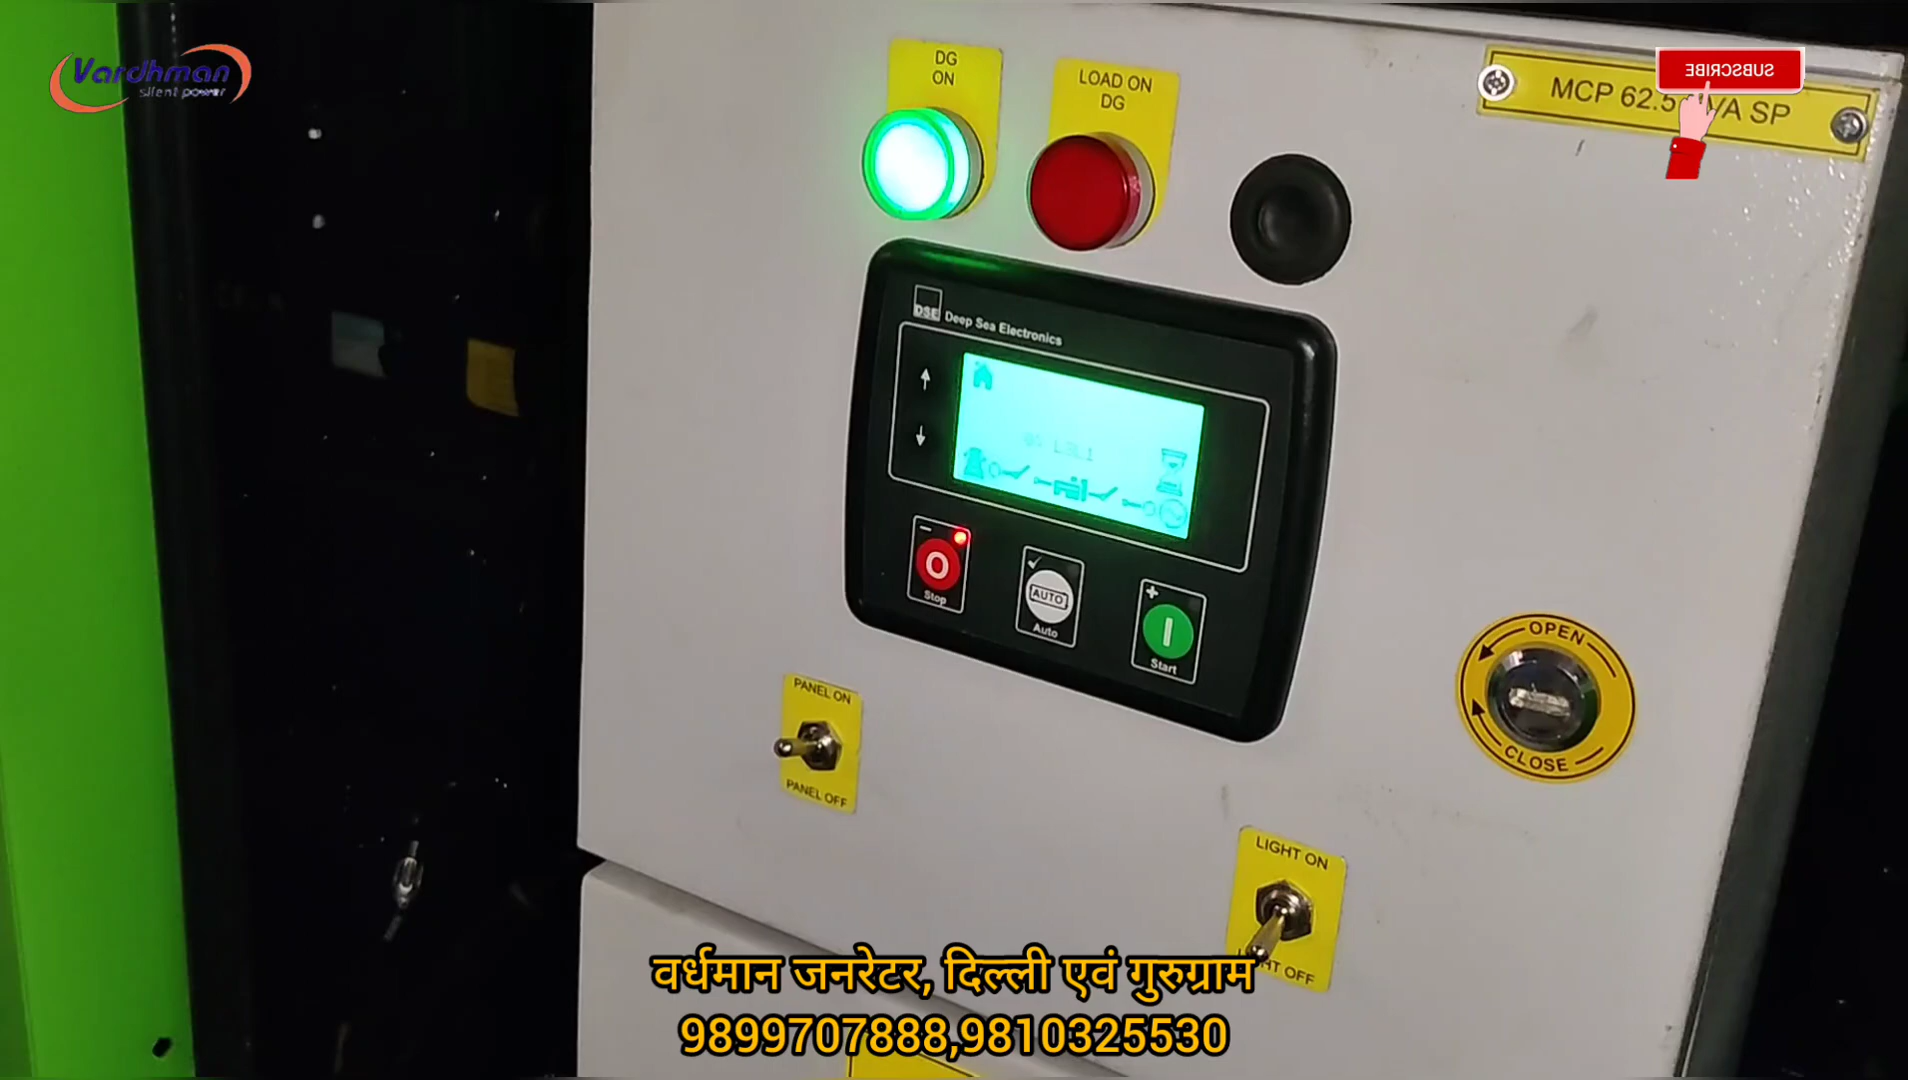 Vardhman
silent power
DG
ON
LOAD ON
DG
MCP 62.5 VA SP
SUBSCRIBE
DSE Deep Sea Electronics
Stop
AUTO
Auto
Start
PANEL ON
PANEL OFF
OPEN
CLOSE
LIGHT ON
LIGHT OFF
वर्धमान जनरेटर, दिल्ली एवं गुरुग्राम
9899707888,9810325530